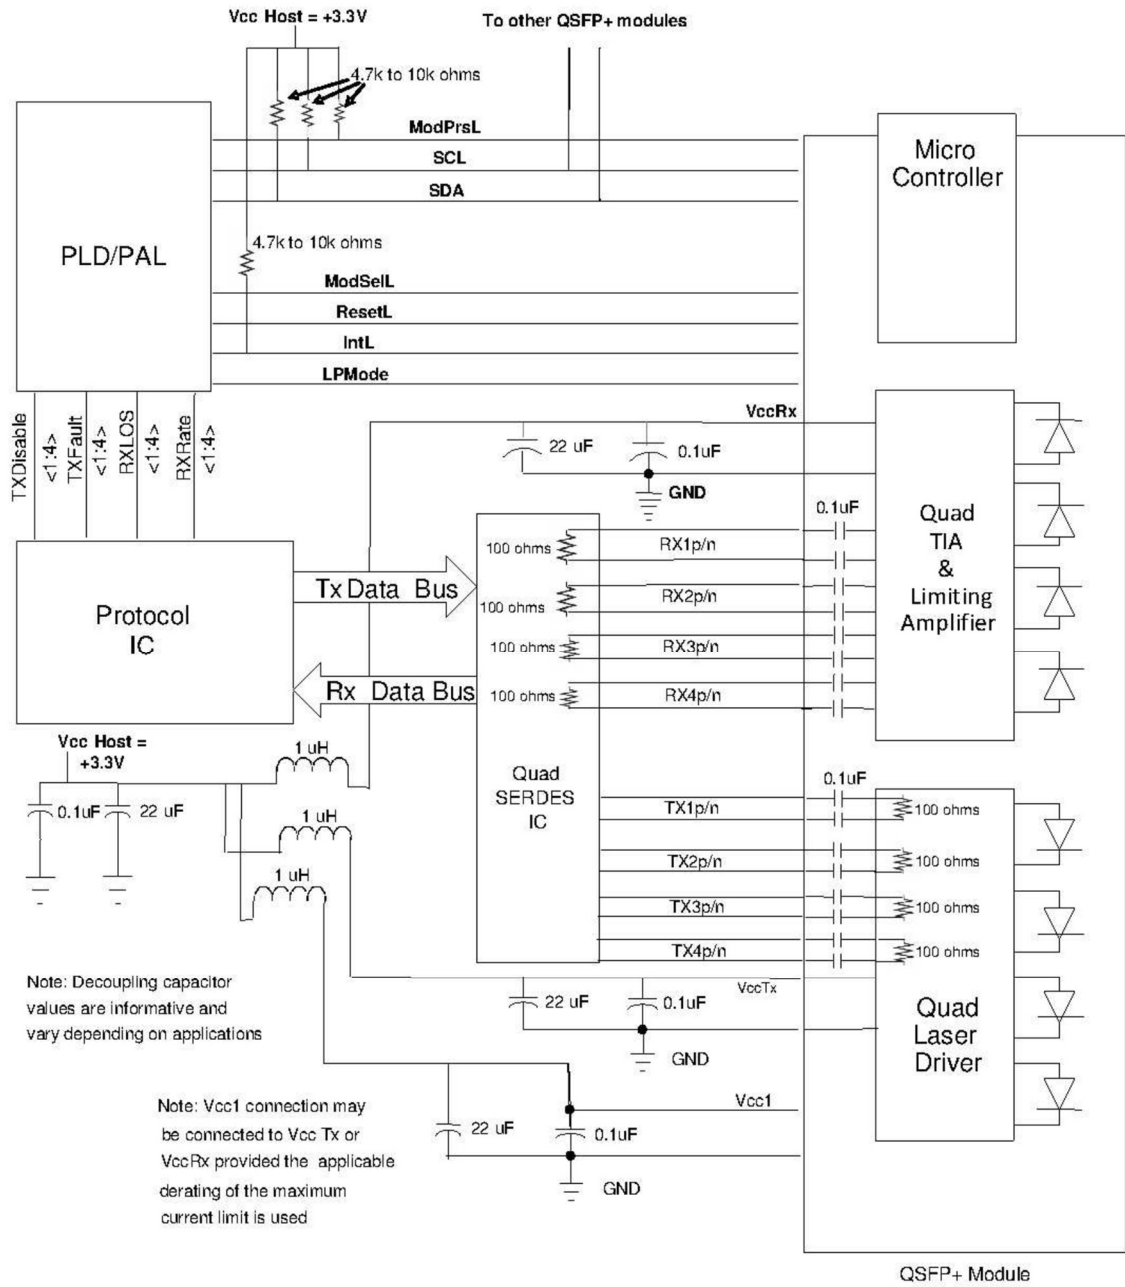 Vcc Host = +3.3V
To other QSFP+ modules
4.7k to 10k ohms
ModPrsL
SCL
SDA
Micro
Controller
PLD/PAL
4.7k to 10k ohms
ModSelL
ResetL
IntL
LPMode
TXDisable
<1:4>
TXFault
<1:4>
RXLOS
<1:4>
RXRate
<1:4>
VccRx
22 uF
0.1uF
GND
0.1uF
Quad
TIA
&
Limiting
Amplifier
100 ohms
RX1p/n
100 ohms
RX2p/n
100 ohms
RX3p/n
100 ohms
RX4p/n
Tx Data Bus
Protocol
IC
Rx Data Bus
Vcc Host =
+3.3V
0.1uF
22 uF
1 uH
1 uH
1 uH
Quad
SERDES
IC
0.1uF
TX1p/n
100 ohms
TX2p/n
100 ohms
TX3p/n
100 ohms
TX4p/n
100 ohms
VccTx
22 uF
0.1uF
GND
Quad
Laser
Driver
Note: Decoupling capacitor
values are informative and
vary depending on applications
Vcc1
22 uF
0.1uF
GND
Note: Vcc1 connection may
be connected to Vcc Tx or
VccRx provided the applicable
derating of the maximum
current limit is used
QSFP+ Module